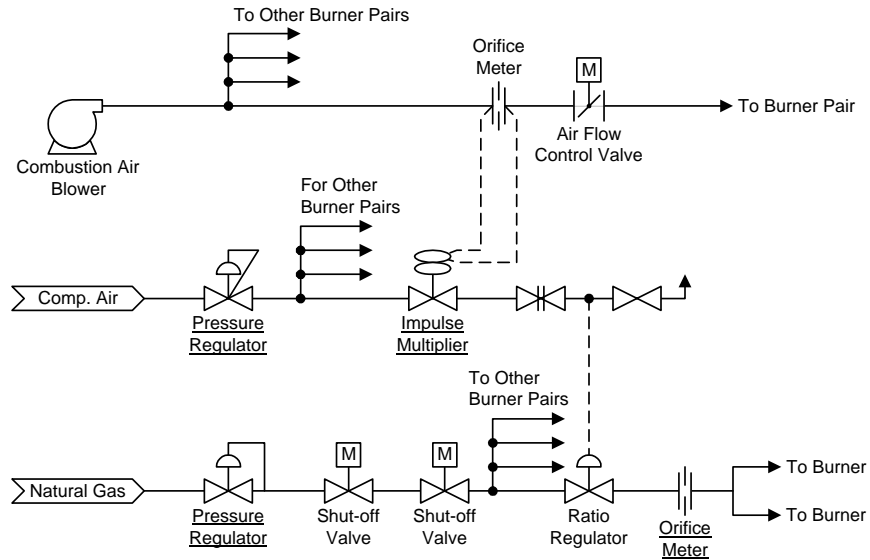 To Other Burner Pairs
Orifice
Meter
M
To Burner Pair
Air Flow
Control Valve
Combustion Air
Blower
For Other
Burner Pairs
Comp. Air
Pressure
Regulator
Impulse
Multiplier
To Other
Burner Pairs
M
M
To Burner
Natural Gas
To Burner
Pressure
Regulator
Shut-off
Valve
Shut-off
Valve
Ratio
Regulator
Orifice
Meter